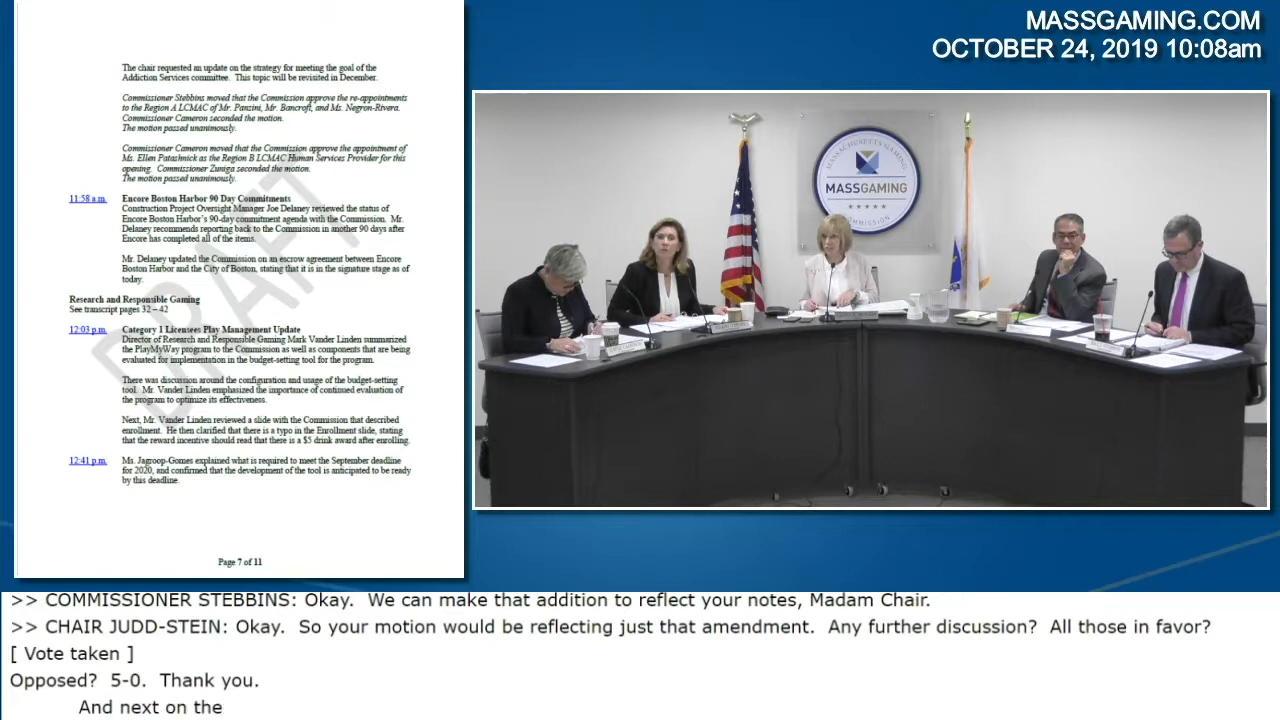 MASSGAMING.COM
OCTOBER 24, 2019 10:08am
The chair requested an update on the strategy for meeting the goal of the
Addiction Services committee. This topic will be revisited in December.
Commissioner Stebbins moved that the Commission approve the re-appointments
to the Region A LCMAC of Mr. Panzini, Mr. Bancroft, and Ms. Negron-Rivera.
Commissioner Cameron seconded the motion.
The motion passed unanimously.
Commissioner Cameron moved that the Commission approve the appointment of
Ms. Ellen Patashnick as the Region B LCMAC Human Services Provider for this
opening. Commissioner Zuniga seconded the motion.
The motion passed unanimously.
11:58 a.m. Encore Boston Harbor 90 Day Commitments
Construction Project Oversight Manager Joe Delaney reviewed the status of
Encore Boston Harbor's 90-day commitment agenda with the Commission. Mr.
Delaney recommends reporting back to the Commission in another 90 days after
Encore has completed all of the items.
Mr. Delaney updated the Commission on an escrow agreement between Encore
Boston Harbor and the City of Boston, stating that it is in the signature stage as of
today.
Research and Responsible Gaming
See transcript pages 32 – 42
12:03 p.m. Category 1 Licensees Play Management Update
Director of Research and Responsible Gaming Mark Vander Linden summarized
the PlayMyWay program to the Commission as well as components that are being
evaluated for implementation in the budget-setting tool for the program.
There was discussion around the configuration and usage of the budget-setting
tool. Mr. Vander Linden emphasized the importance of continued evaluation of
the program to optimize its effectiveness.
Next, Mr. Vander Linden reviewed a slide with the Commission that described
enrollment. He then clarified that there is a typo in the Enrollment slide, stating
that the reward incentive should read that there is a $5 drink award after enrolling.
12:41 p.m. Ms. Jagroop-Gomes explained what is required to meet the September deadline
for 2020, and confirmed that the development of the tool is anticipated to be ready
by this deadline.
DRAFT
Page 7 of 11
MASSACHUSETTS GAMING
MASSGAMING
COMMISSION
>> COMMISSIONER STEBBINS: Okay. We can make that addition to reflect your notes, Madam Chair.
>> CHAIR JUDD-STEIN: Okay. So your motion would be reflecting just that amendment. Any further discussion? All those in favor?
[ Vote taken ]
Opposed? 5-0. Thank you.
And next on the